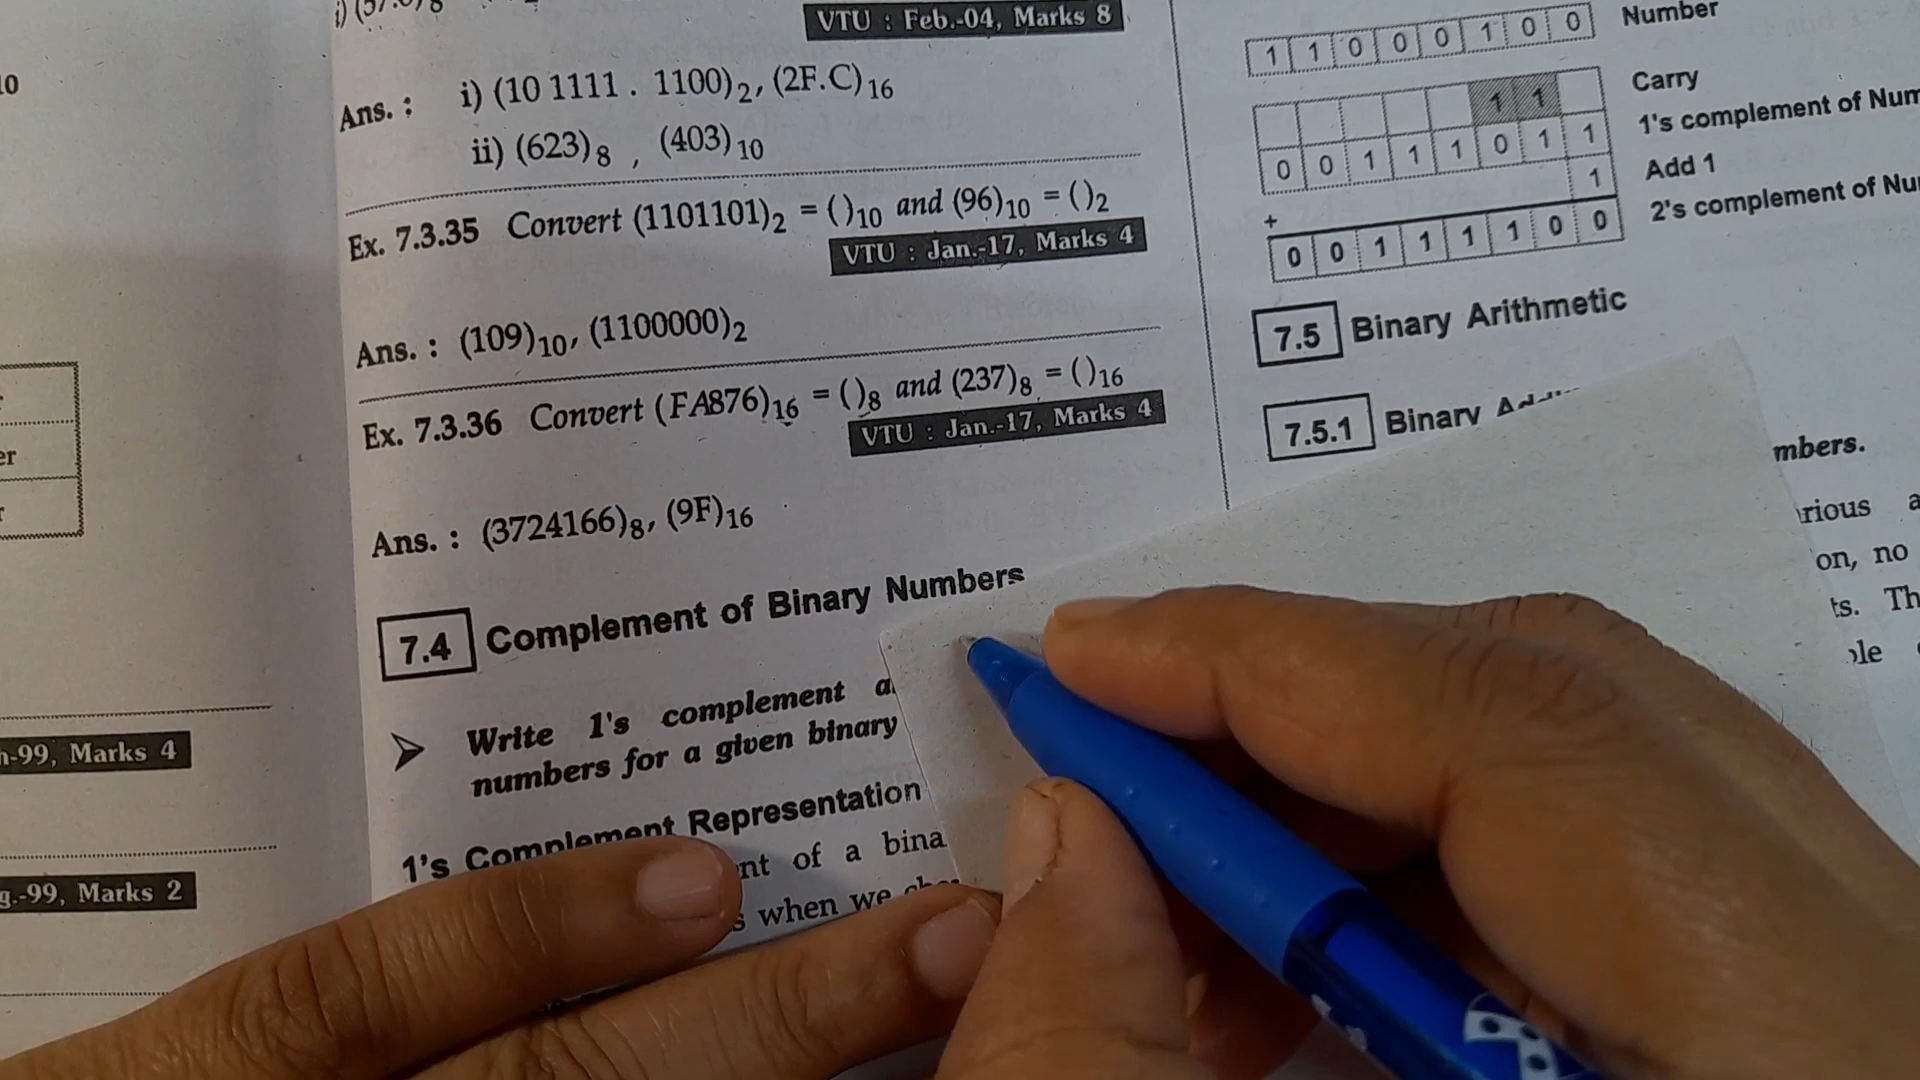 10
er
n-99, Marks 4
g.-99, Marks 2
VTU : Feb.-04, Marks 8
Ans. : i) (10 1111 . 1100)2, (2F.C)16
ii) (623)8 , (403)10
Ex. 7.3.35 Convert (1101101)2 = ()10 and (96)10 = ()2
VTU : Jan.-17, Marks 4
Ans. : (109)10, (1100000)2
Ex. 7.3.36 Convert (FA876)16 = ()8 and (237)8 = ()16
VTU : Jan.-17, Marks 4
Ans. : (3724166)8, (9F)16
7.4 Complement of Binary Numbers
Write 1's complement a
numbers for a given binary
1's Complement Representation
nt of a bina
s when we
1 1 0 0 0 1 0 0 Number
1 1 Carry
0 0 1 1 1 0 1 1 1's complement of Num
+ 1 Add 1
0 0 1 1 1 1 0 0 2's complement of Nu
7.5 Binary Arithmetic
7.5.1 Binary
mbers.
rious a
on, no
ts. Th
le